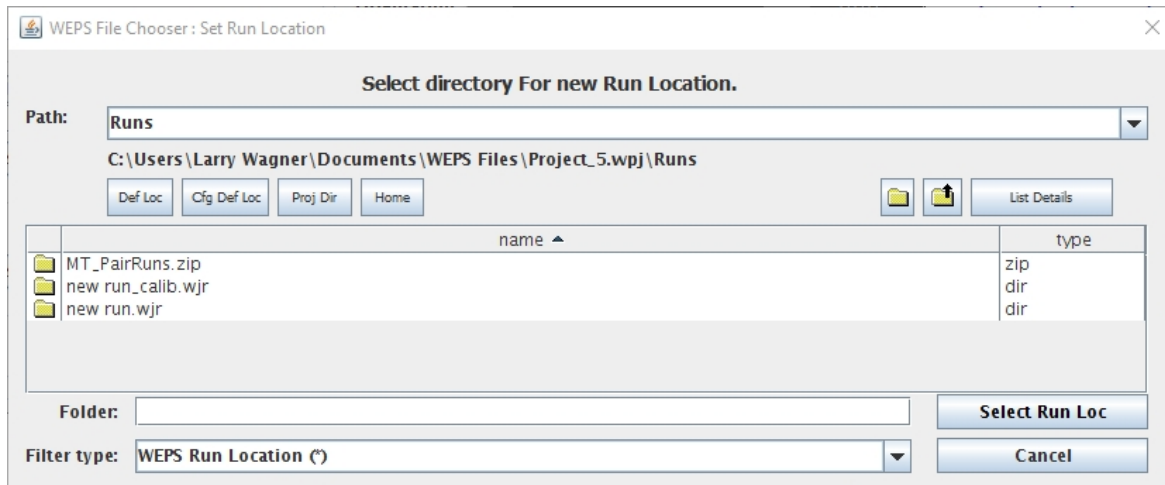 WEPS File Chooser : Set Run Location
Select directory For new Run Location.
Path: Runs
C:\Users\Larry Wagner\Documents\WEPS Files\Project_5.wpj\Runs
Def Loc Cfg Def Loc Proj Dir Home List Details
name type
MT_PairRuns.zip zip
new run_calib.wjr dir
new run.wjr dir
Folder: Select Run Loc
Filter type: WEPS Run Location (*) Cancel